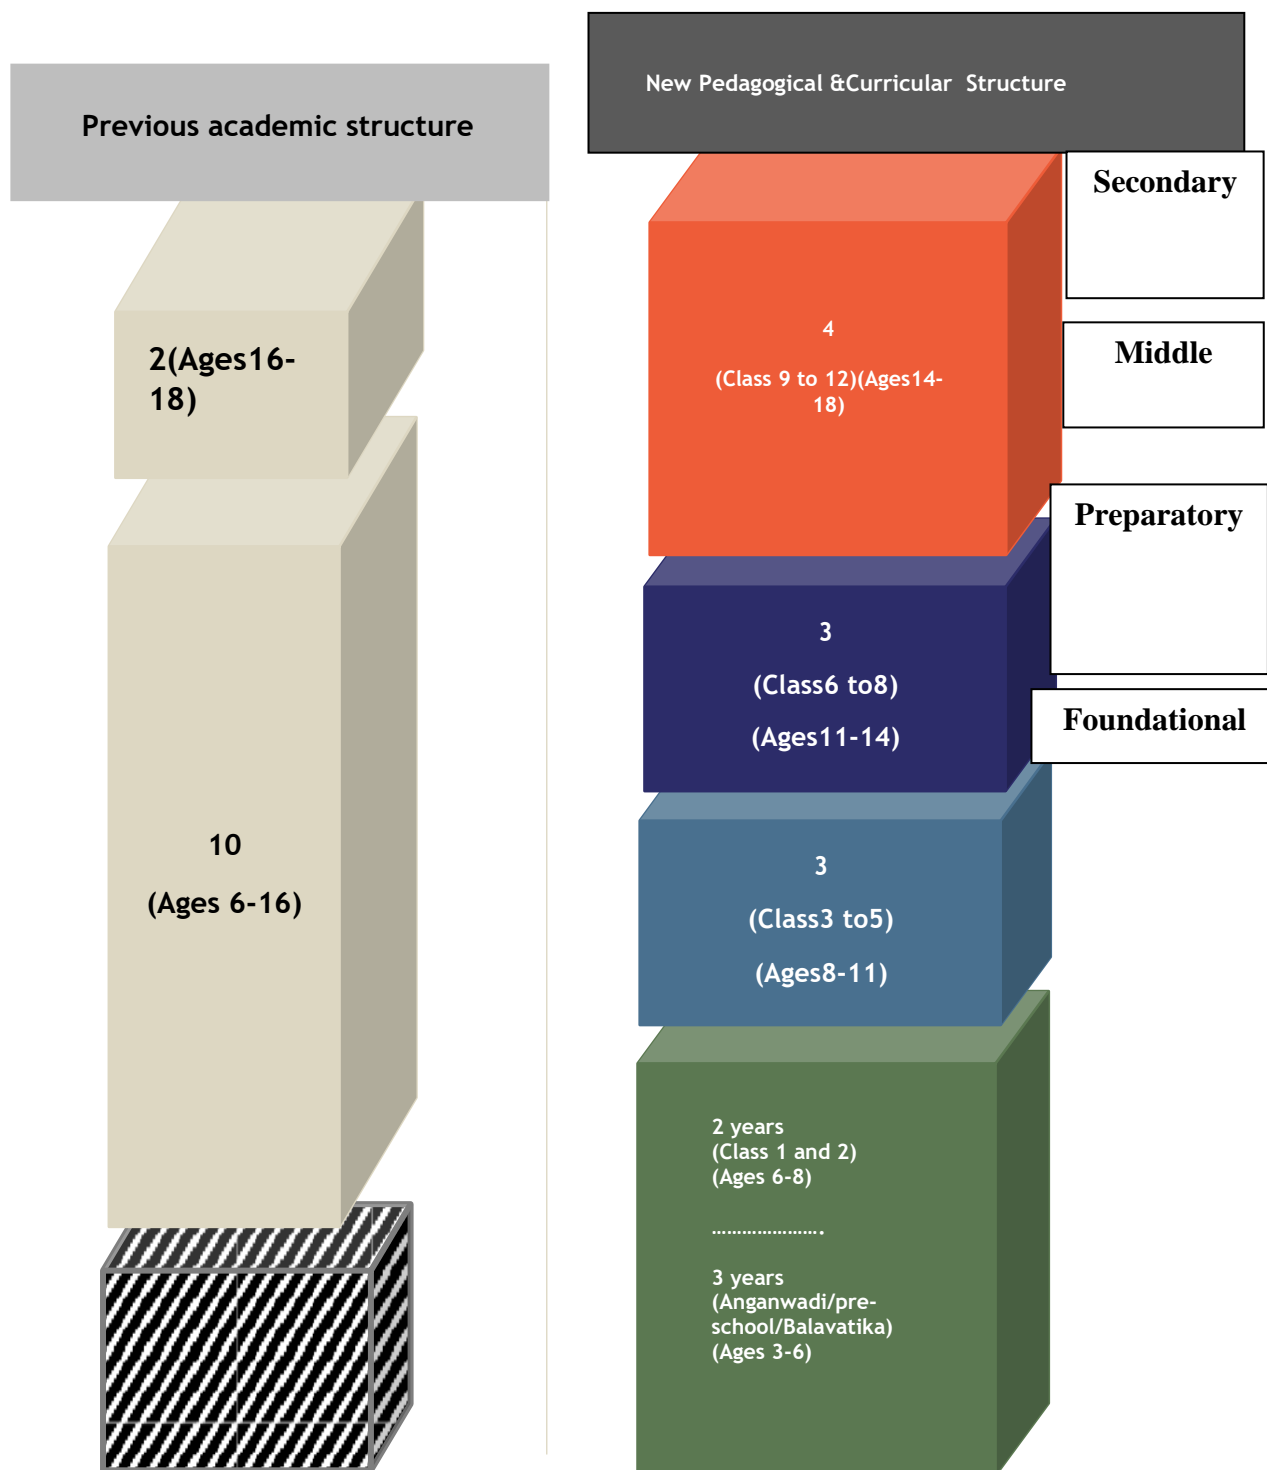 Previous academic structure
2(Ages16-
18)
10
(Ages 6-16)
New Pedagogical &Curricular  Structure
Secondary
4
(Class 9 to 12)(Ages14-
18)
Middle
Preparatory
3
(Class6 to8)
(Ages11-14)
Foundational
3
(Class3 to5)
(Ages8-11)
2 years
(Class 1 and 2)
(Ages 6-8)
………………….
3 years
(Anganwadi/pre-
school/Balavatika)
(Ages 3-6)